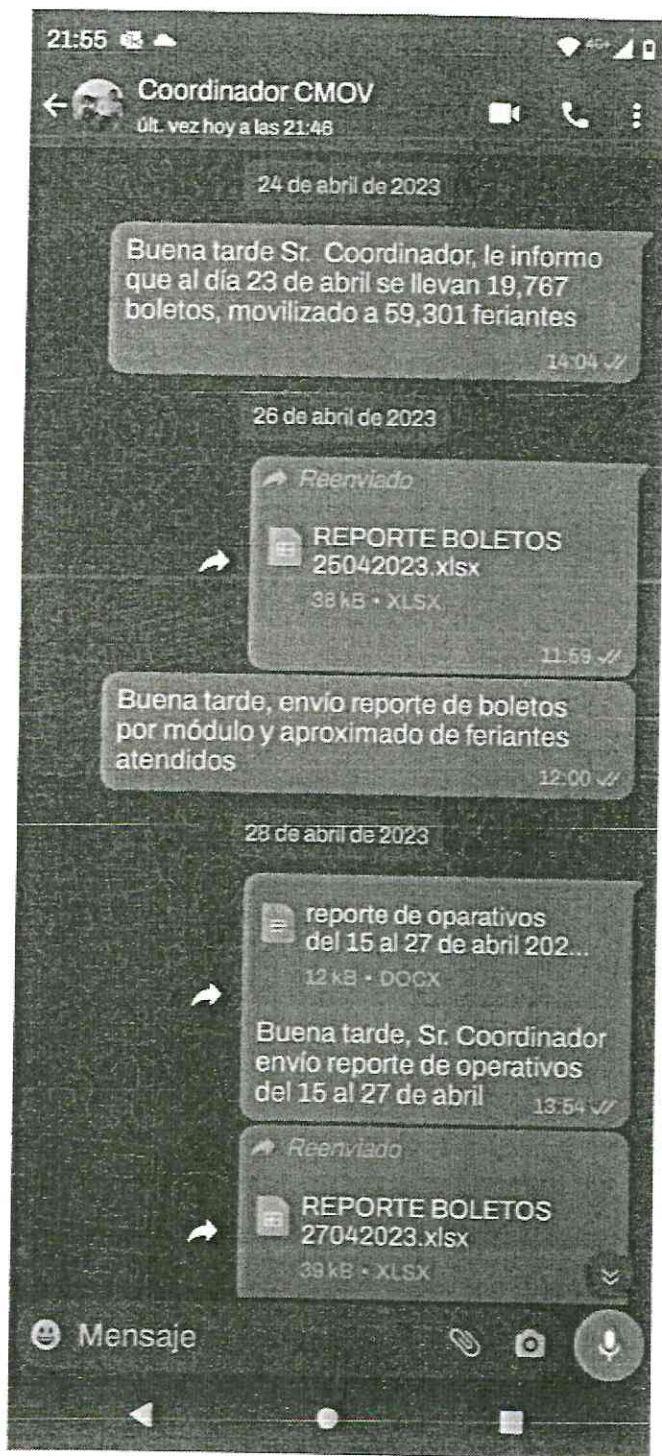 21:55
4G+
Coordinador CMOV
últ. vez hoy a las 21:46
24 de abril de 2023
Buena tarde Sr. Coordinador, le informo
que al día 23 de abril se llevan 19,767
boletos, movilizado a 59,301 feriantes
14:04
26 de abril de 2023
Reenviado
REPORTE BOLETOS
25042023.xlsx
38 kB • XLSX
11:59
Buena tarde, envío reporte de boletos
por módulo y aproximado de feriantes
atendidos
12:00
28 de abril de 2023
reporte de oparativos
del 15 al 27 de abril 202...
12 kB • DOCX
Buena tarde, Sr. Coordinador
envío reporte de operativos
del 15 al 27 de abril
13:54
Reenviado
REPORTE BOLETOS
27042023.xlsx
39 kB • XLSX
Mensaje